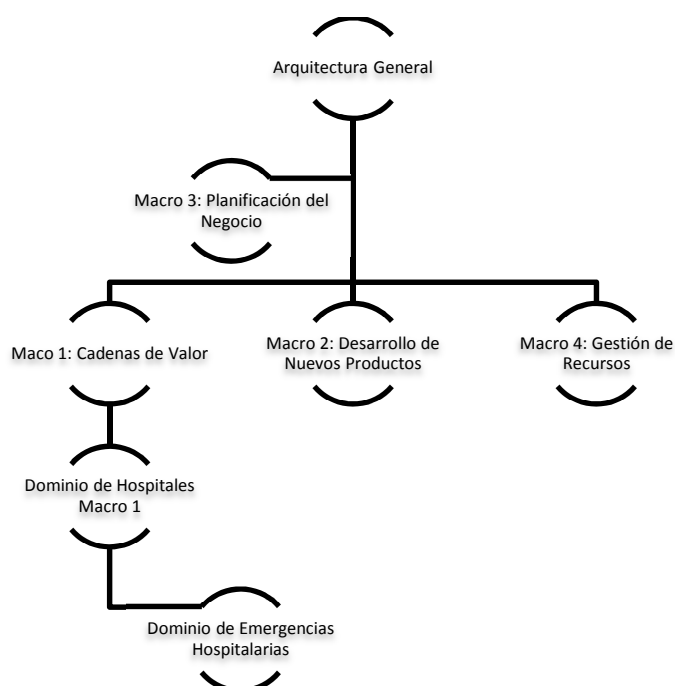 Arquitectura General
Macro 3: Planificación del
Negocio
Maco 1: Cadenas de Valor
Macro 2: Desarrollo de
Nuevos Productos
Macro 4: Gestión de
Recursos
Dominio de Hospitales
Macro 1
Dominio de Emergencias
Hospitalarias